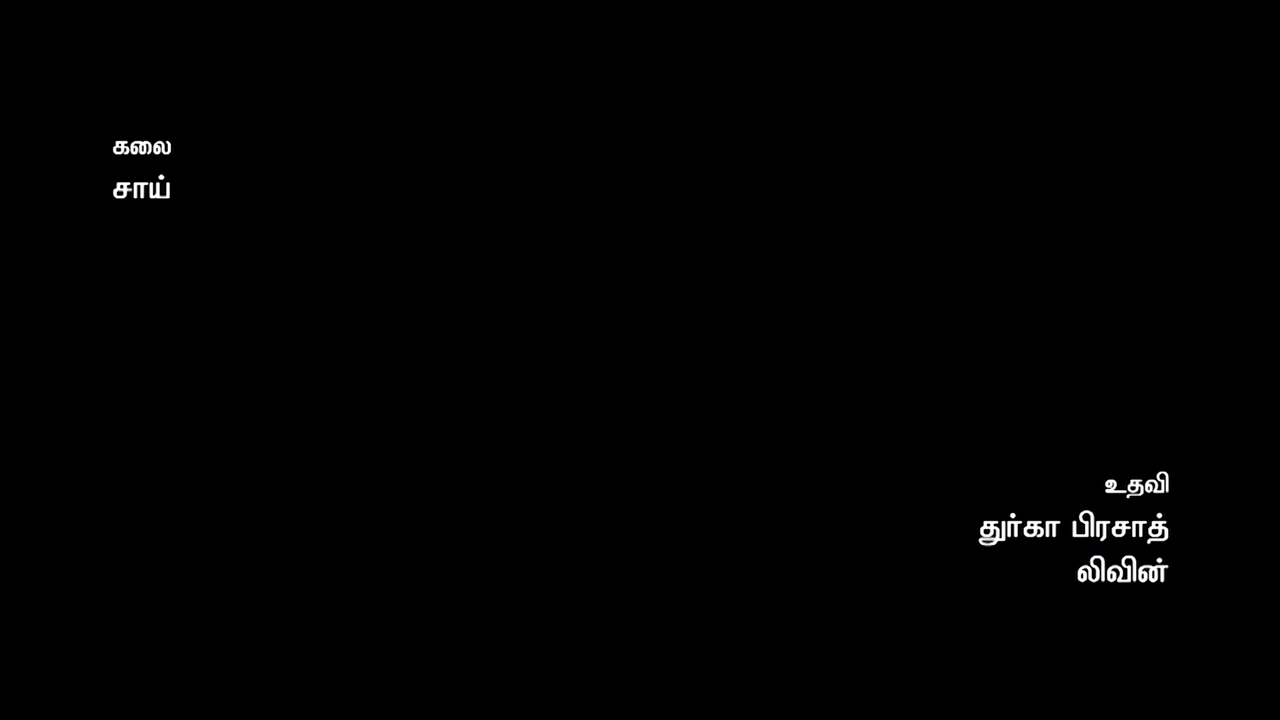 கலை
சாய்
உதவி
துர்கா பிரசாத்
லிவின்